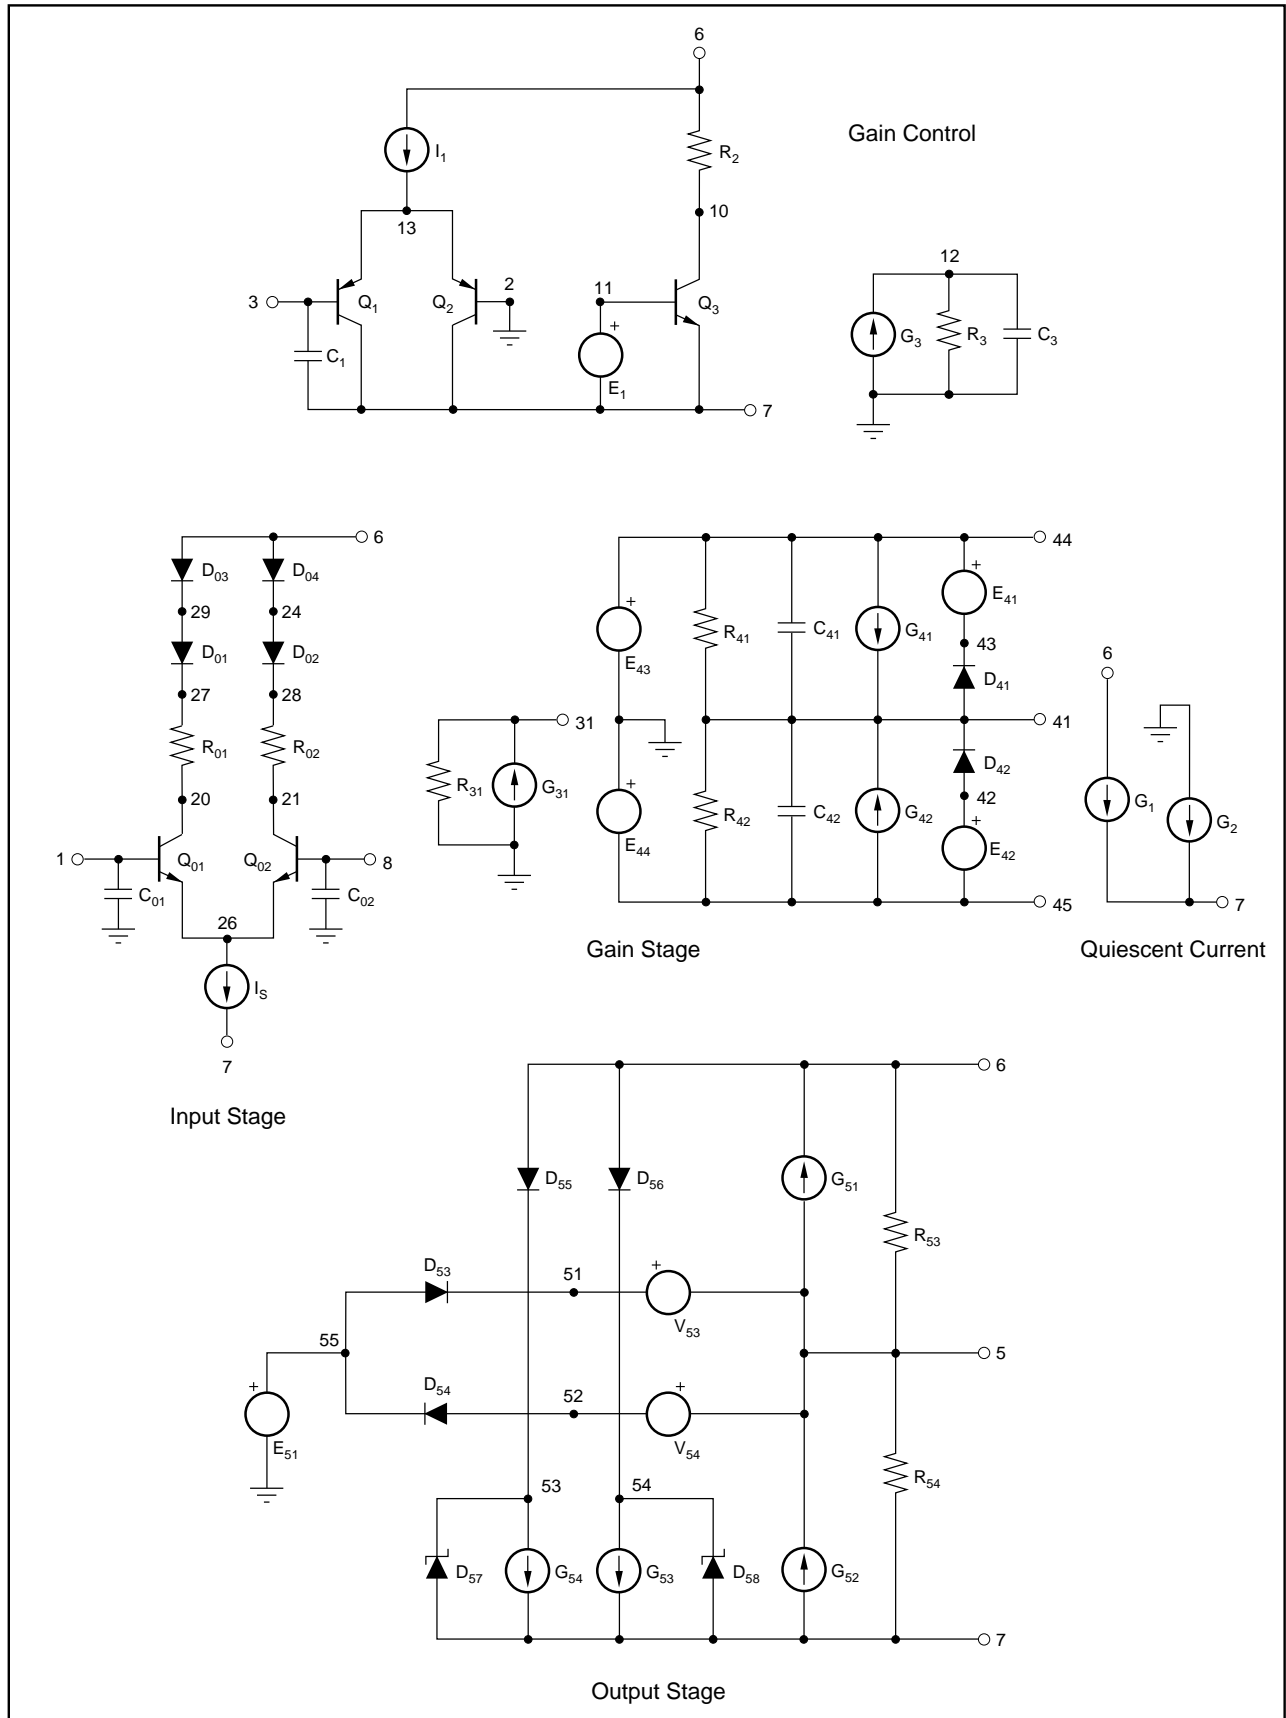 6
I1
R2
Gain Control
13
10
12
3
Q1
Q2
2
11
Q3
+
C1
E1
G3
R3
C3
7
6
44
D03
D04
+
+
E41
29
24
R41
C41
G41
E43
43
6
D01
D02
D41
27
28
31
41
R01
R02
D42
R31
G31
+
R42
C42
G42
42
+
G1
G2
20
21
E44
E42
1
Q01
Q02
8
C01
C02
45
7
26
Gain Stage
Quiescent Current
IS
7
6
Input Stage
D55
D56
G51
R53
D53
51
+
V53
55
5
D54
52
+
+
V54
E51
R54
53
54
D57
G54
G53
D58
G52
7
Output Stage